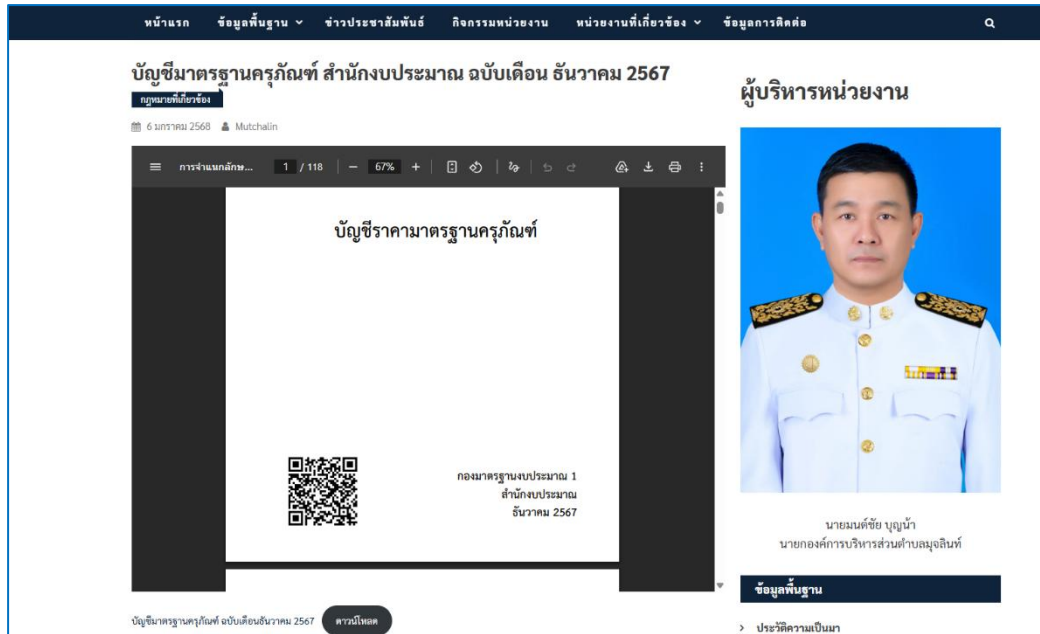 หน้าแรก ข้อมูลพื้นฐาน ข่าวประชาสัมพันธ์ กิจกรรมหน่วยงาน หน่วยงานที่เกี่ยวข้อง ข้อมูลการติดต่อ
บัญชีมาตรฐานครุภัณฑ์ สำนักงบประมาณ ฉบับเดือน ธันวาคม 2567
กฎหมายที่เกี่ยวข้อง
6 มกราคม 2568 Mutchalin
การจำแนกลักษ... 1 / 118 67%
บัญชีราคามาตรฐานครุภัณฑ์
กองมาตรฐานงบประมาณ 1
สำนักงบประมาณ
ธันวาคม 2567
บัญชีมาตรฐานครุภัณฑ์ ฉบับเดือนธันวาคม 2567 ดาวน์โหลด
ผู้บริหารหน่วยงาน
นายมนต์ชัย บุญน้ำ
นายกองค์การบริหารส่วนตำบลมุจลินท์
ข้อมูลพื้นฐาน
ประวัติความเป็นมา